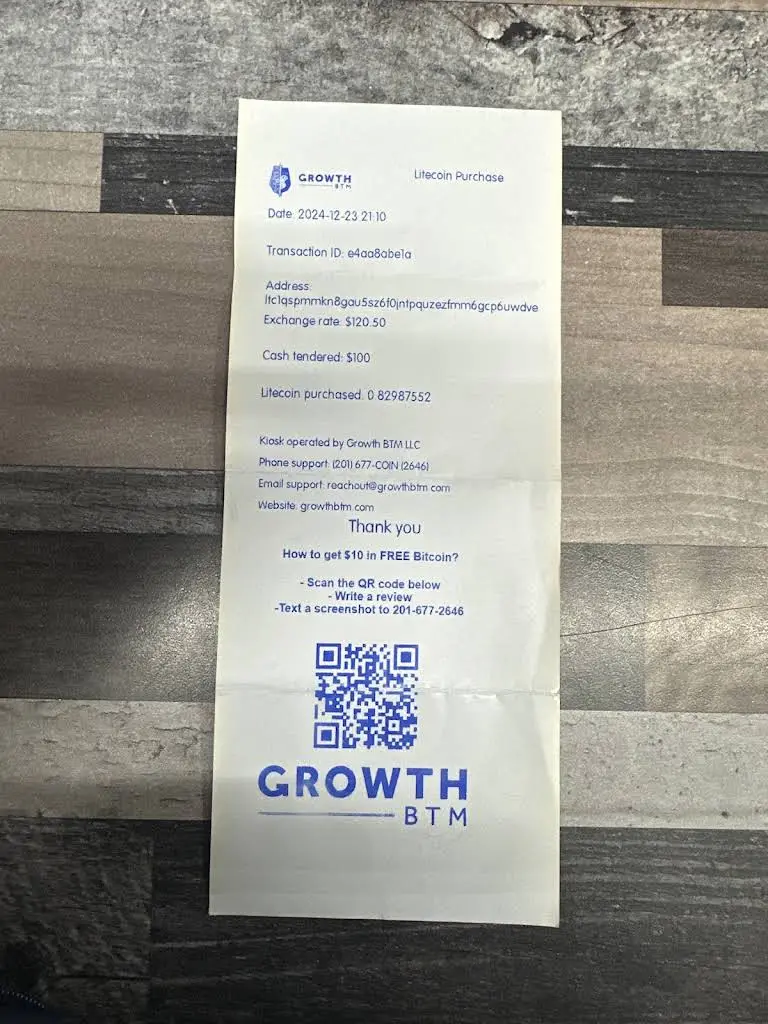 GROWTH
BTM
Litecoin Purchase
Date: 2024-12-23 21:10
Transaction ID: e4aa8abe1a
Address:
ltc1qspmmkn8gau5sz6f0jntpquzezfmm6gcp6uwdve
Exchange rate: $120.50
Cash tendered: $100
Litecoin purchased: 0.82987552
Kiosk operated by Growth BTM LLC
Phone support: (201) 677-COIN (2646)
Email support: reachout@growthbtm.com
Website: growthbtm.com
Thank you
How to get $10 in FREE Bitcoin?
- Scan the QR code below
- Write a review
-Text a screenshot to 201-677-2646
GROWTH
BTM